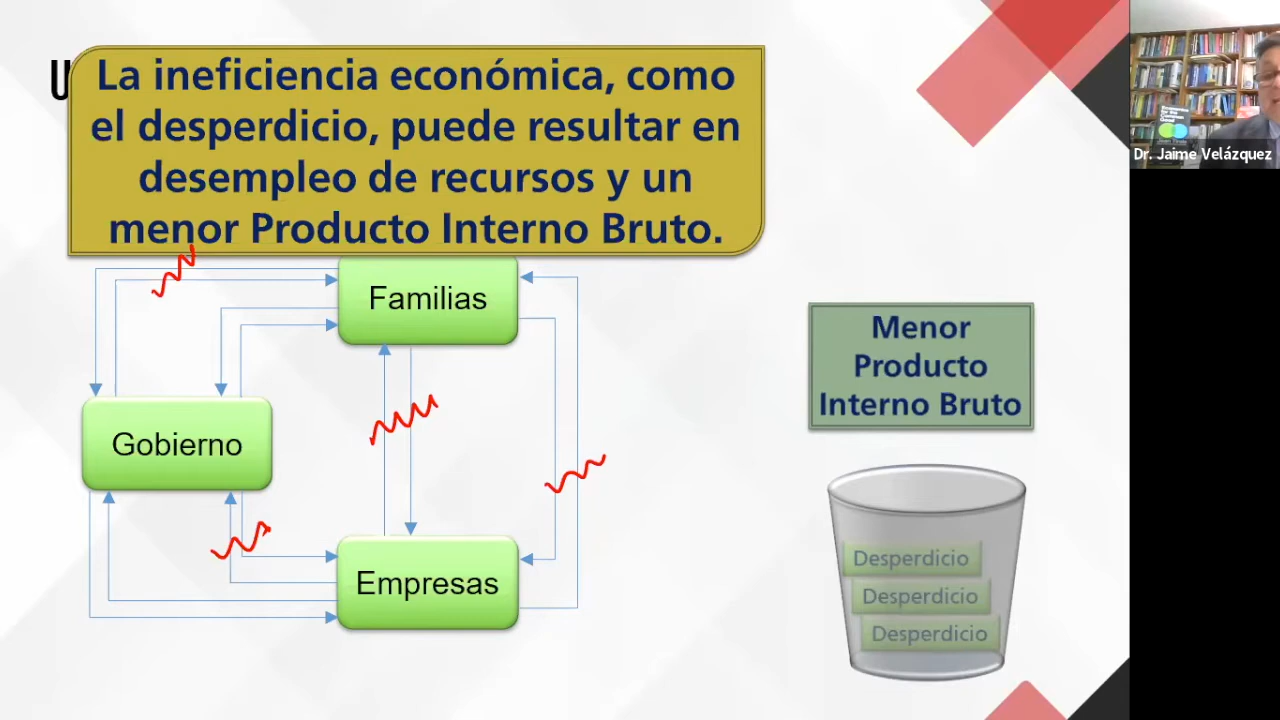 U
La ineficiencia económica, como
el desperdicio, puede resultar en
desempleo de recursos y un
menor Producto Interno Bruto.
Dr. Jaime Velázquez
Familias
Menor
Producto
Interno Bruto
Gobierno
Empresas
Desperdicio
Desperdicio
Desperdicio